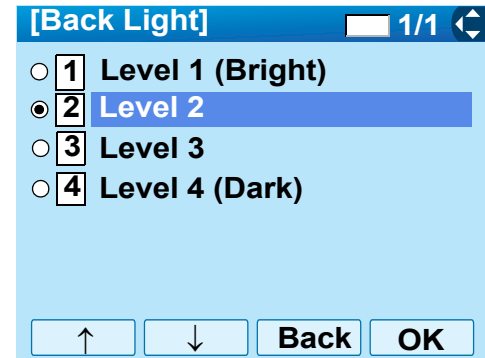 [Back Light] 1/1
1 Level 1 (Bright)
2 Level 2
3 Level 3
4 Level 4 (Dark)
↑ ↓ Back OK